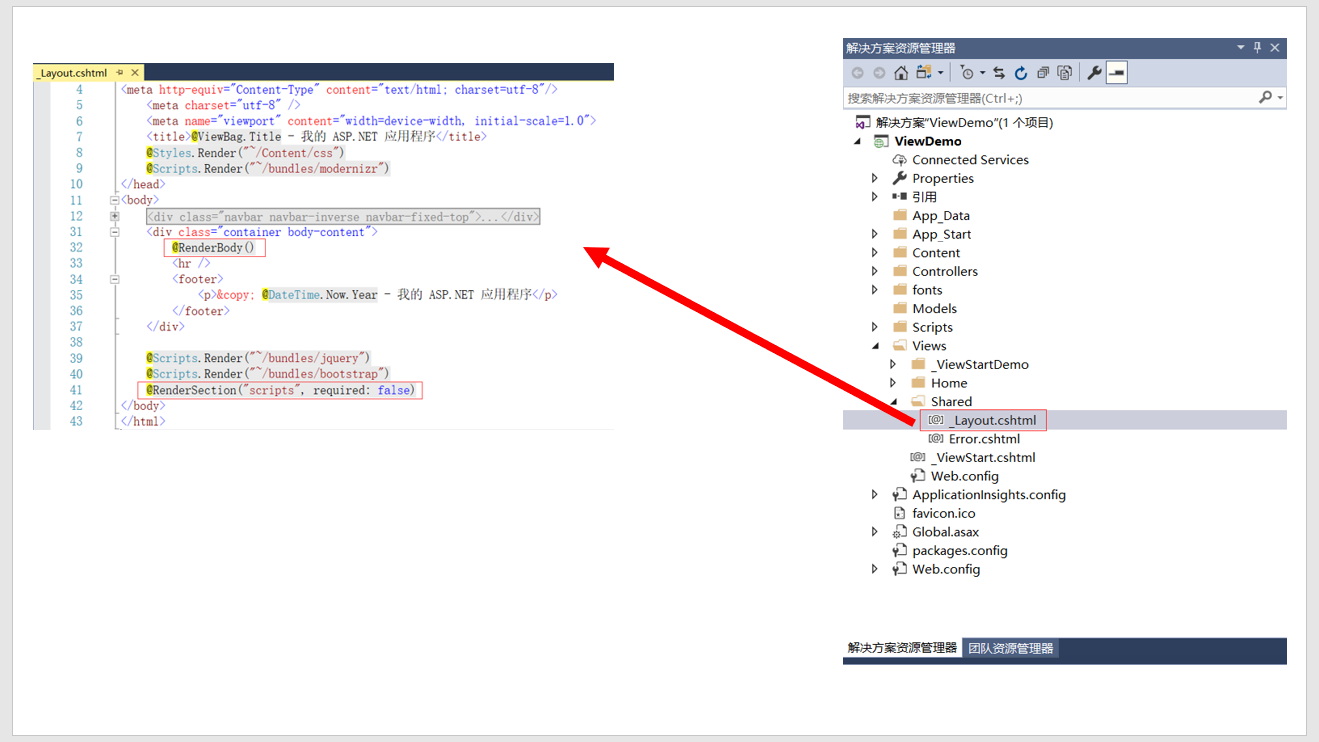 _Layout.cshtml
4 <meta http-equiv="Content-Type" content="text/html; charset=utf-8"/>
5 <meta charset="utf-8" />
6 <meta name="viewport" content="width=device-width, initial-scale=1.0">
7 <title>@ViewBag.Title - 我的 ASP.NET 应用程序</title>
8 @Styles.Render("~/Content/css")
9 @Scripts.Render("~/bundles/modernizr")
10 </head>
11 <body>
12 <div class="navbar navbar-inverse navbar-fixed-top">...</div>
31 <div class="container body-content">
32 @RenderBody()
33 <hr />
34 <footer>
35 <p>&copy; @DateTime.Now.Year - 我的 ASP.NET 应用程序</p>
36 </footer>
37 </div>
38
39 @Scripts.Render("~/bundles/jquery")
40 @Scripts.Render("~/bundles/bootstrap")
41 @RenderSection("scripts", required: false)
42 </body>
43 </html>
解决方案资源管理器
搜索解决方案资源管理器(Ctrl+;)
解决方案"ViewDemo"(1 个项目)
ViewDemo
Connected Services
Properties
引用
App_Data
App_Start
Content
Controllers
fonts
Models
Scripts
Views
_ViewStartDemo
Home
Shared
_Layout.cshtml
Error.cshtml
_ViewStart.cshtml
Web.config
ApplicationInsights.config
favicon.ico
Global.asax
packages.config
Web.config
解决方案资源管理器 团队资源管理器